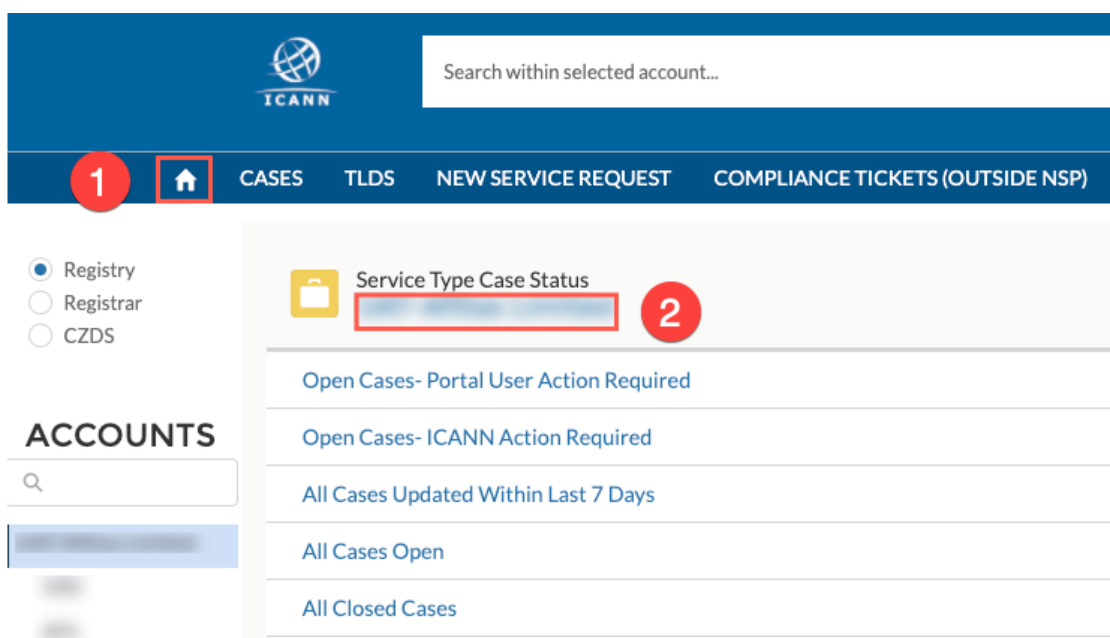 ICANN
Search within selected account...
1
CASES TLDS NEW SERVICE REQUEST COMPLIANCE TICKETS (OUTSIDE NSP)
Registry
Registrar
CZDS
ACCOUNTS
Service Type Case Status
2
Open Cases- Portal User Action Required
Open Cases- ICANN Action Required
All Cases Updated Within Last 7 Days
All Cases Open
All Closed Cases